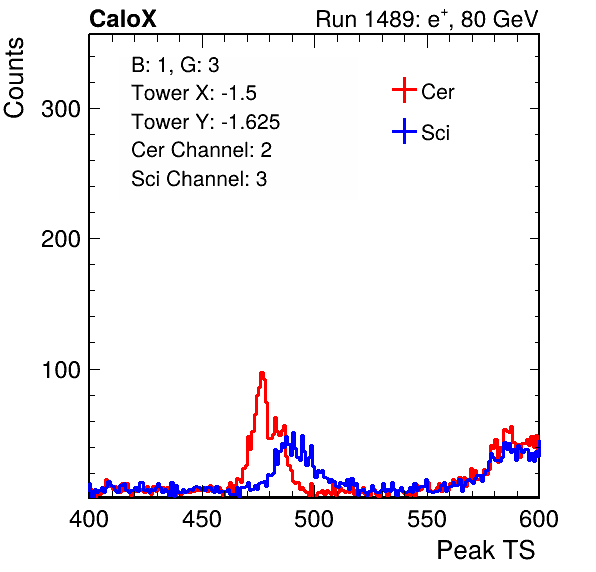 CaloX Run 1489: e+, 80 GeV
Counts
B: 1, G: 3
Tower X: -1.5
Tower Y: -1.625
Cer Channel: 2
Sci Channel: 3
Cer
Sci
300
200
100
400 450 500 550 600
Peak TS